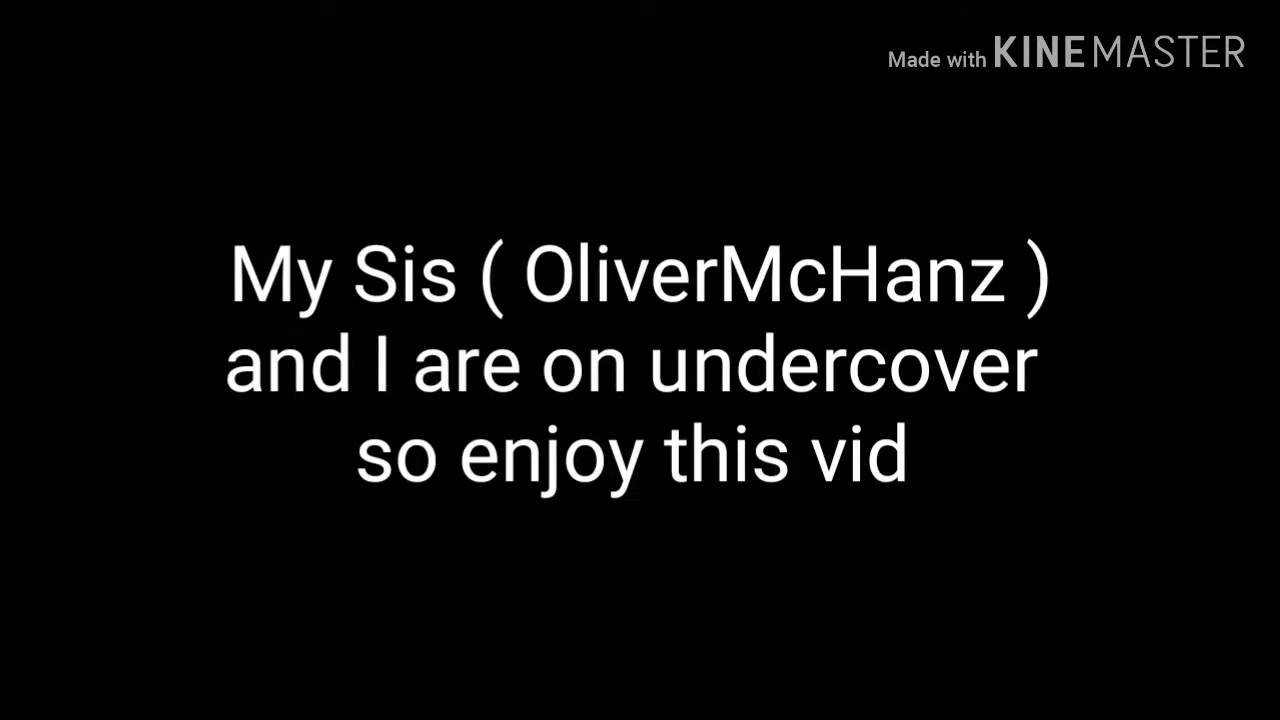 Made with KINEMASTER
My Sis ( OliverMcHanz )
and I are on undercover
so enjoy this vid